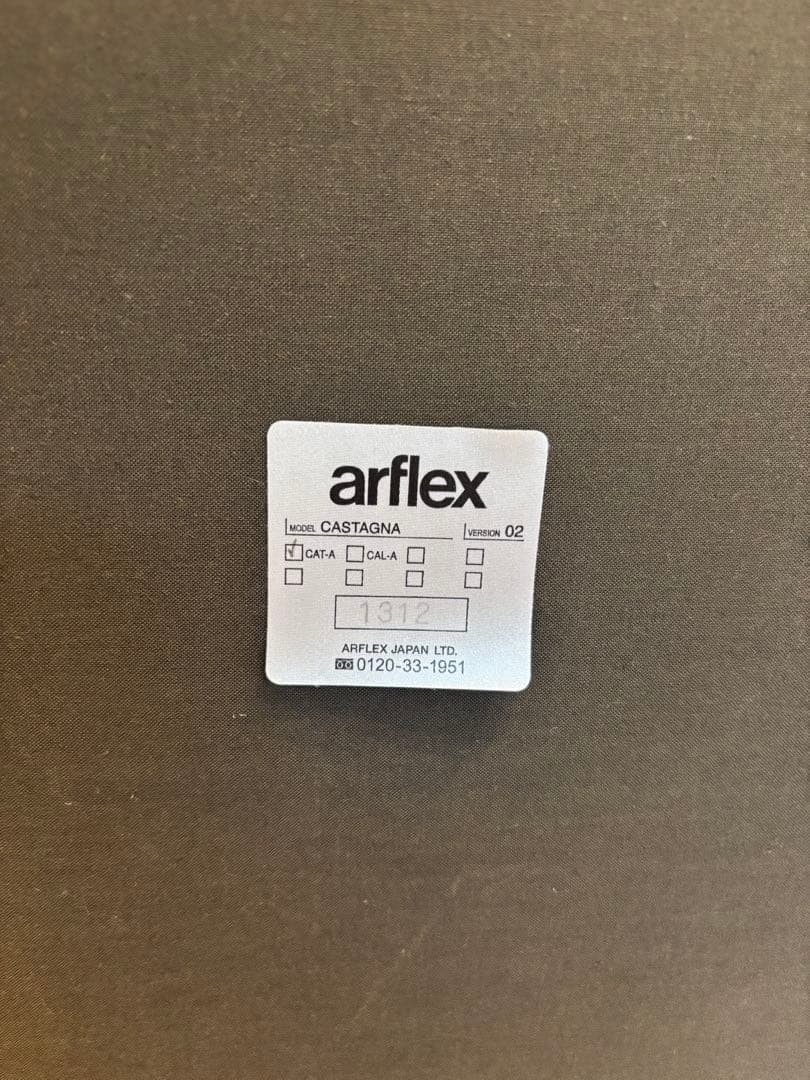 arflex
MODEL CASTAGNA VERSION 02
CAT-A CAL-A
1312
ARFLEX JAPAN LTD.
0120-33-1951